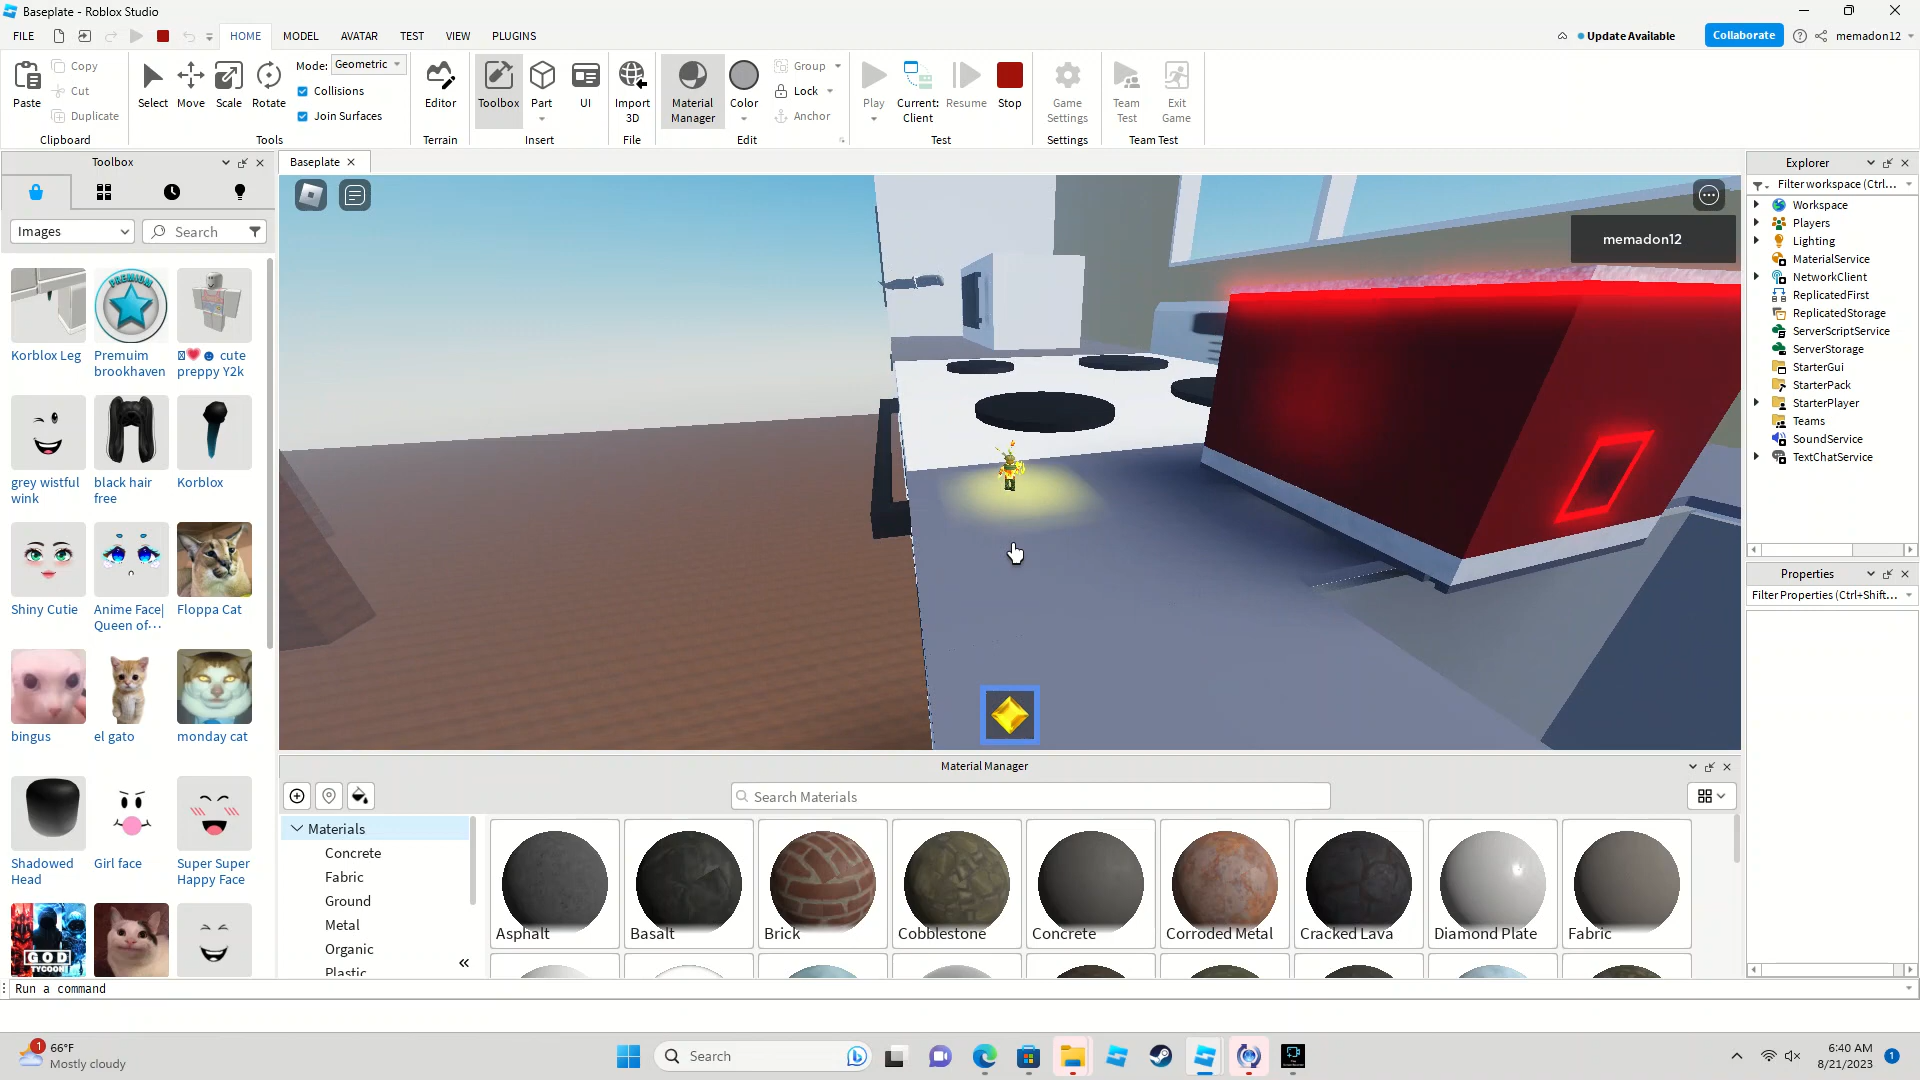 Baseplate - Roblox Studio
FILE
HOME
MODEL
AVATAR
TEST
VIEW
PLUGINS
Update Available
Collaborate
memadon12
Paste
Copy
Cut
Duplicate
Clipboard
Select
Move
Scale
Rotate
Mode:
Geometric
Collisions
Join Surfaces
Tools
Editor
Terrain
Toolbox
Part
UI
Insert
Import
3D
File
Material
Manager
Color
Group
Lock
Anchor
Edit
Play
Current:
Client
Resume
Stop
Test
Game
Settings
Settings
Team
Test
Exit
Game
Team Test
Toolbox
Images
Search
Korblox Leg
Premuim
brookhaven
cute
preppy Y2k
grey wistful
wink
black hair
free
Korblox
Shiny Cutie
Anime Face|
Queen of...
Floppa Cat
bingus
el gato
monday cat
Shadowed
Head
Girl face
Super Super
Happy Face
PREMIUM
GOD
TYCOON
Baseplate
memadon12
Explorer
Filter workspace (Ctrl...
Workspace
Players
Lighting
MaterialService
NetworkClient
ReplicatedFirst
ReplicatedStorage
ServerScriptService
ServerStorage
StarterGui
StarterPack
StarterPlayer
Teams
SoundService
TextChatService
Properties
Filter Properties (Ctrl+Shift...
Material Manager
Search Materials
Materials
Concrete
Fabric
Ground
Metal
Organic
Plastic
Asphalt
Basalt
Brick
Cobblestone
Concrete
Corroded Metal
Cracked Lava
Diamond Plate
Fabric
Run a command
1
66°F
Mostly cloudy
Search
6:40 AM
8/21/2023
1